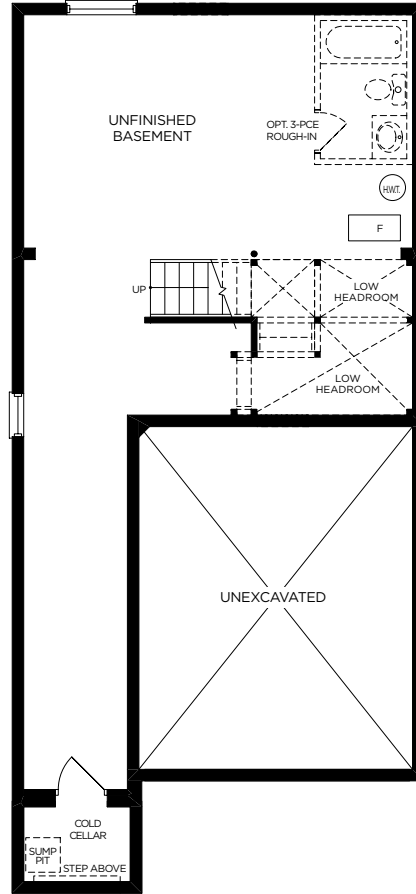 UNFINISHED
BASEMENT
OPT. 3-PCE
ROUGH-IN
H.W.T.
F
UP
LOW
HEADROOM
LOW
HEADROOM
UNEXCAVATED
COLD
CELLAR
SUMP
PIT
STEP ABOVE